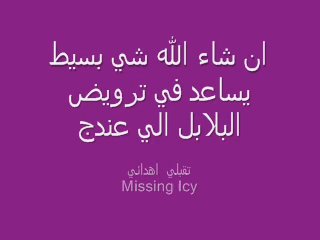 ان شاء الله شي بسيط
يساعد في ترويض
البلابل الي عندج
تقبلي اهدائي
Missing Icy